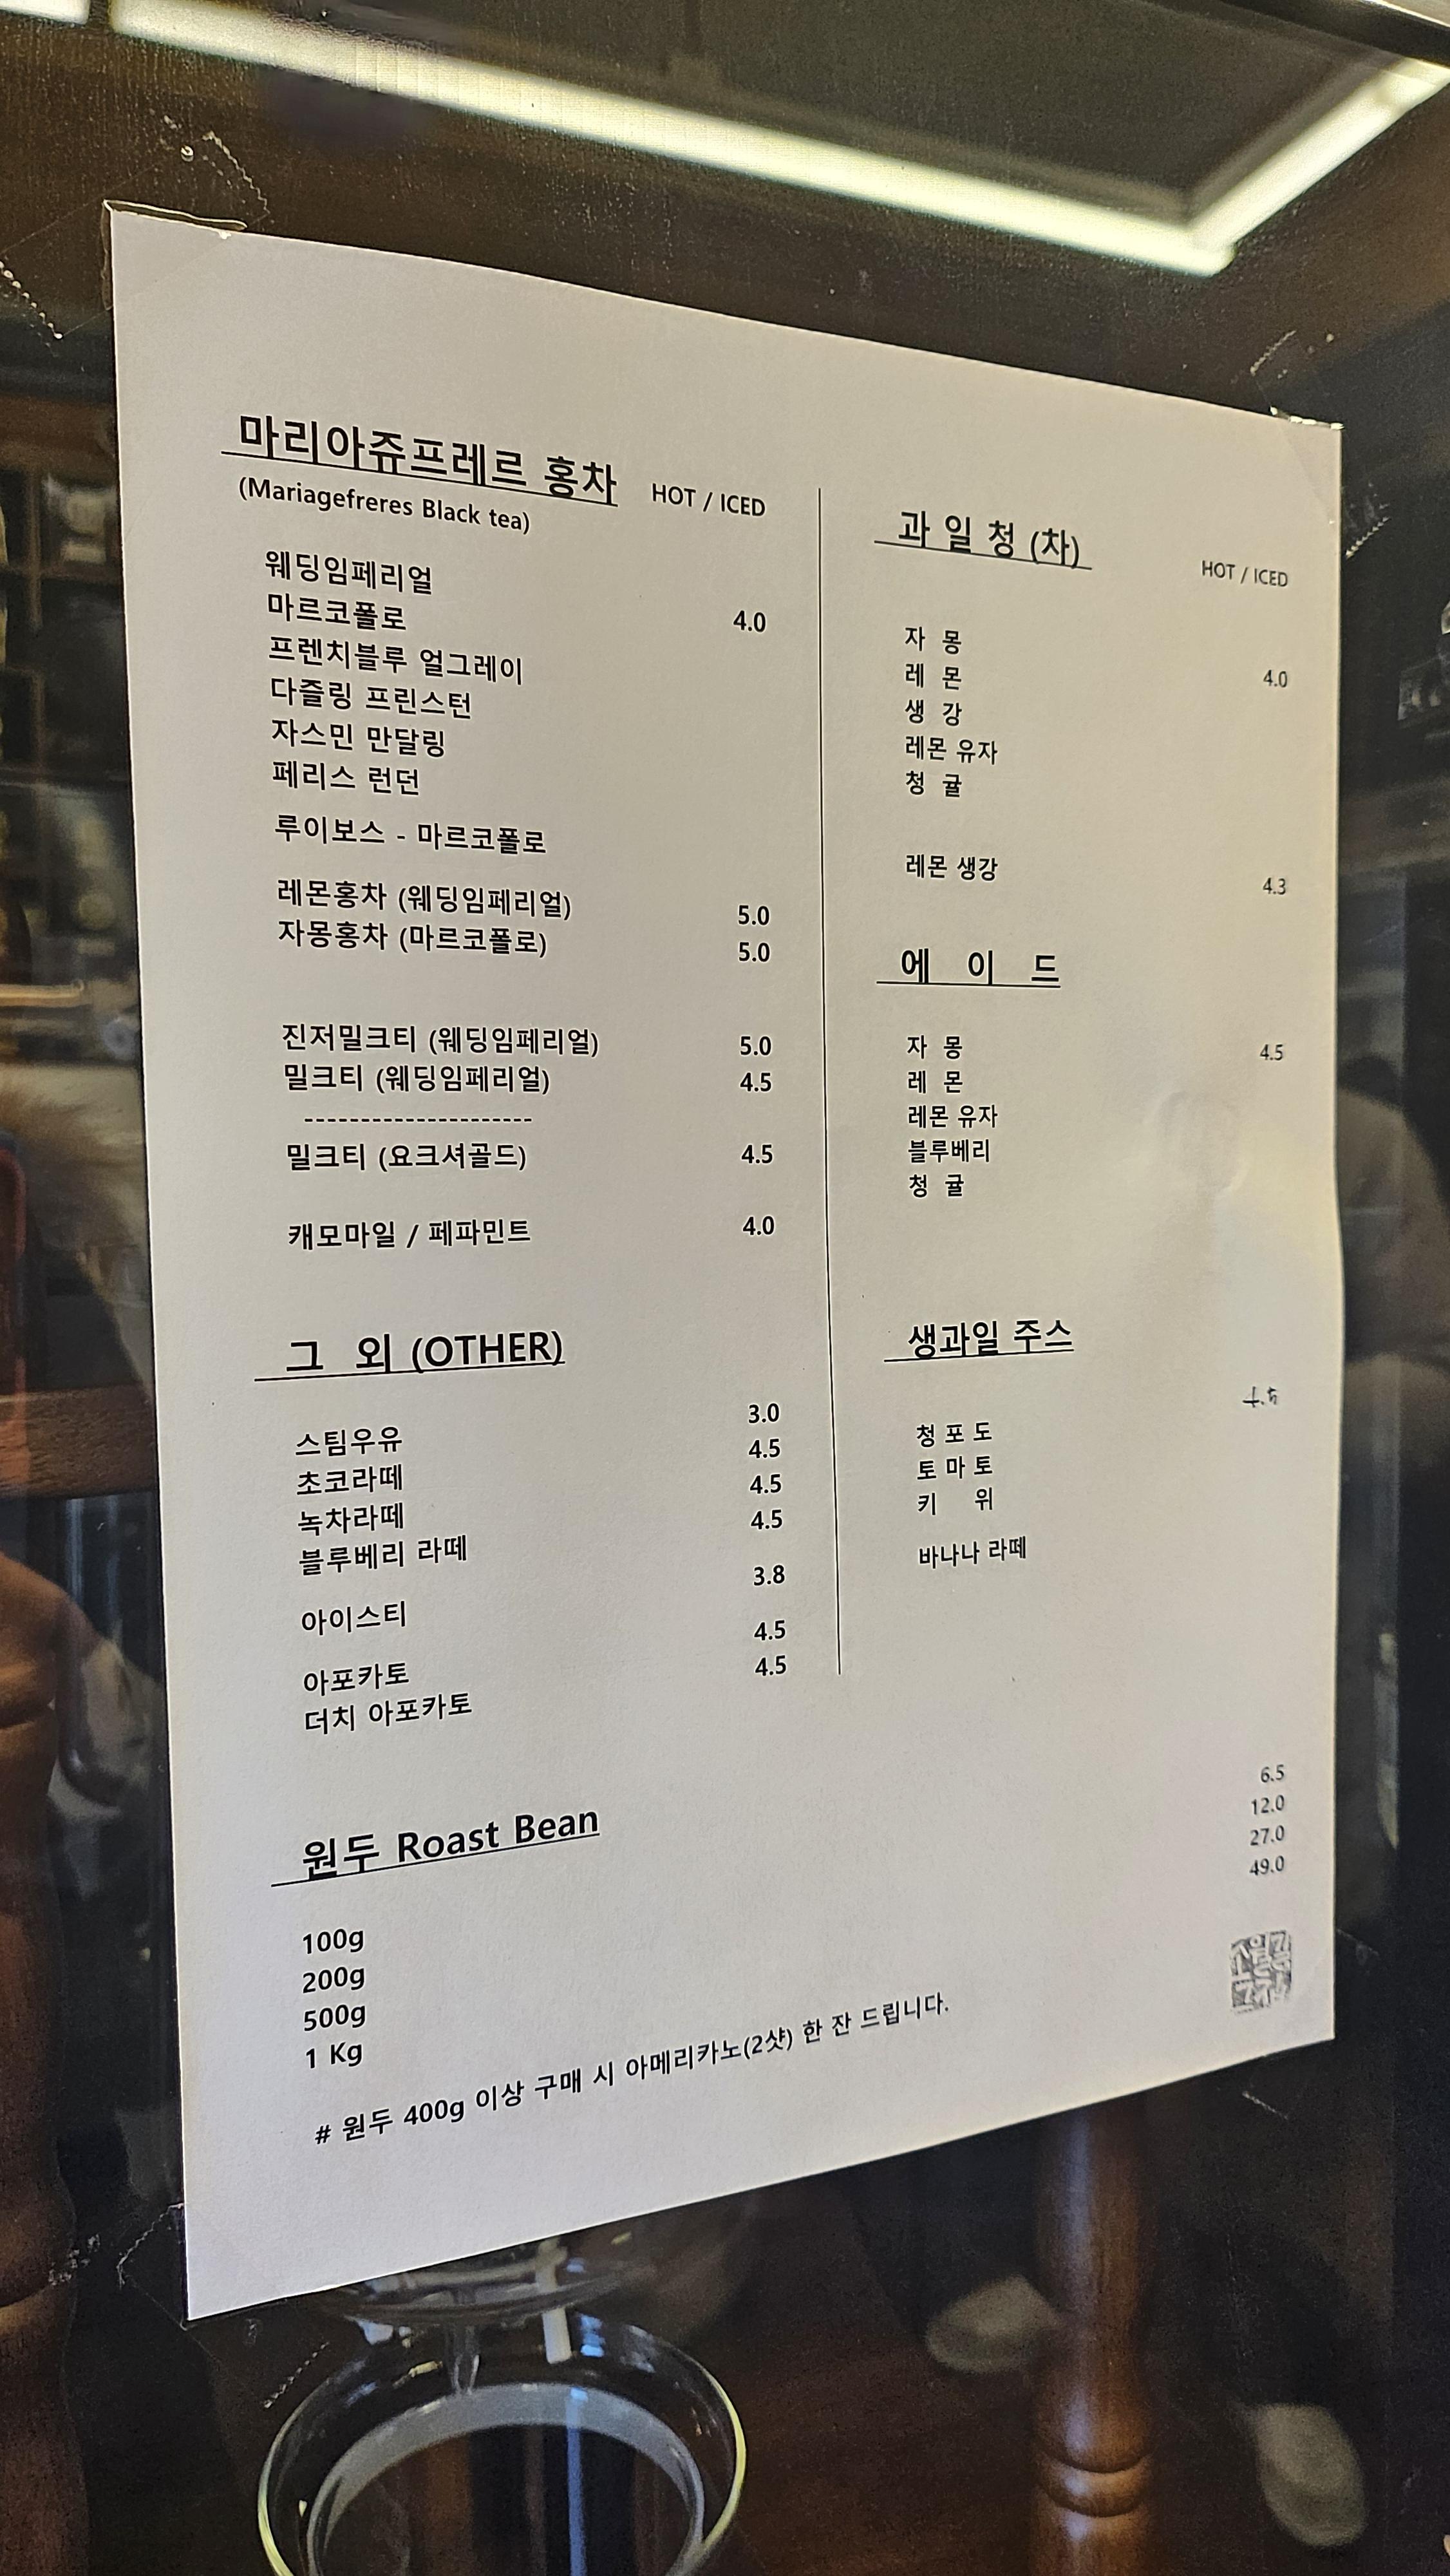 마리아쥬프레르 홍차 HOT / ICED
(Mariagefreres Black tea)
웨딩임페리얼
마르코폴로 4.0
프렌치블루 얼그레이
다즐링 프린스턴
자스민 만달링
페리스 런던
루이보스 - 마르코폴로
레몬홍차 (웨딩임페리얼) 5.0
자몽홍차 (마르코폴로) 5.0
진저밀크티 (웨딩임페리얼) 5.0
밀크티 (웨딩임페리얼) 4.5
---------------------
밀크티 (요크셔골드) 4.5
캐모마일 / 페파민트 4.0
그 외 (OTHER)
스팀우유 3.0
초코라떼 4.5
녹차라떼 4.5
블루베리 라떼 4.5
아이스티 3.8
아포카토 4.5
더치 아포카토 4.5
과 일 청 (차)
HOT / ICED
자 몽
레 몬 4.0
생 강
레몬 유자
청 귤
레몬 생강 4.3
에 이 드
자 몽 4.5
레 몬
레몬 유자
블루베리
청 귤
생과일 주스
4.5
청 포 도
토 마 토
키 위
바나나 라떼
원두 Roast Bean
100g 6.5
200g 12.0
500g 27.0
1 Kg 49.0
# 원두 400g 이상 구매 시 아메리카노(2샷) 한 잔 드립니다.